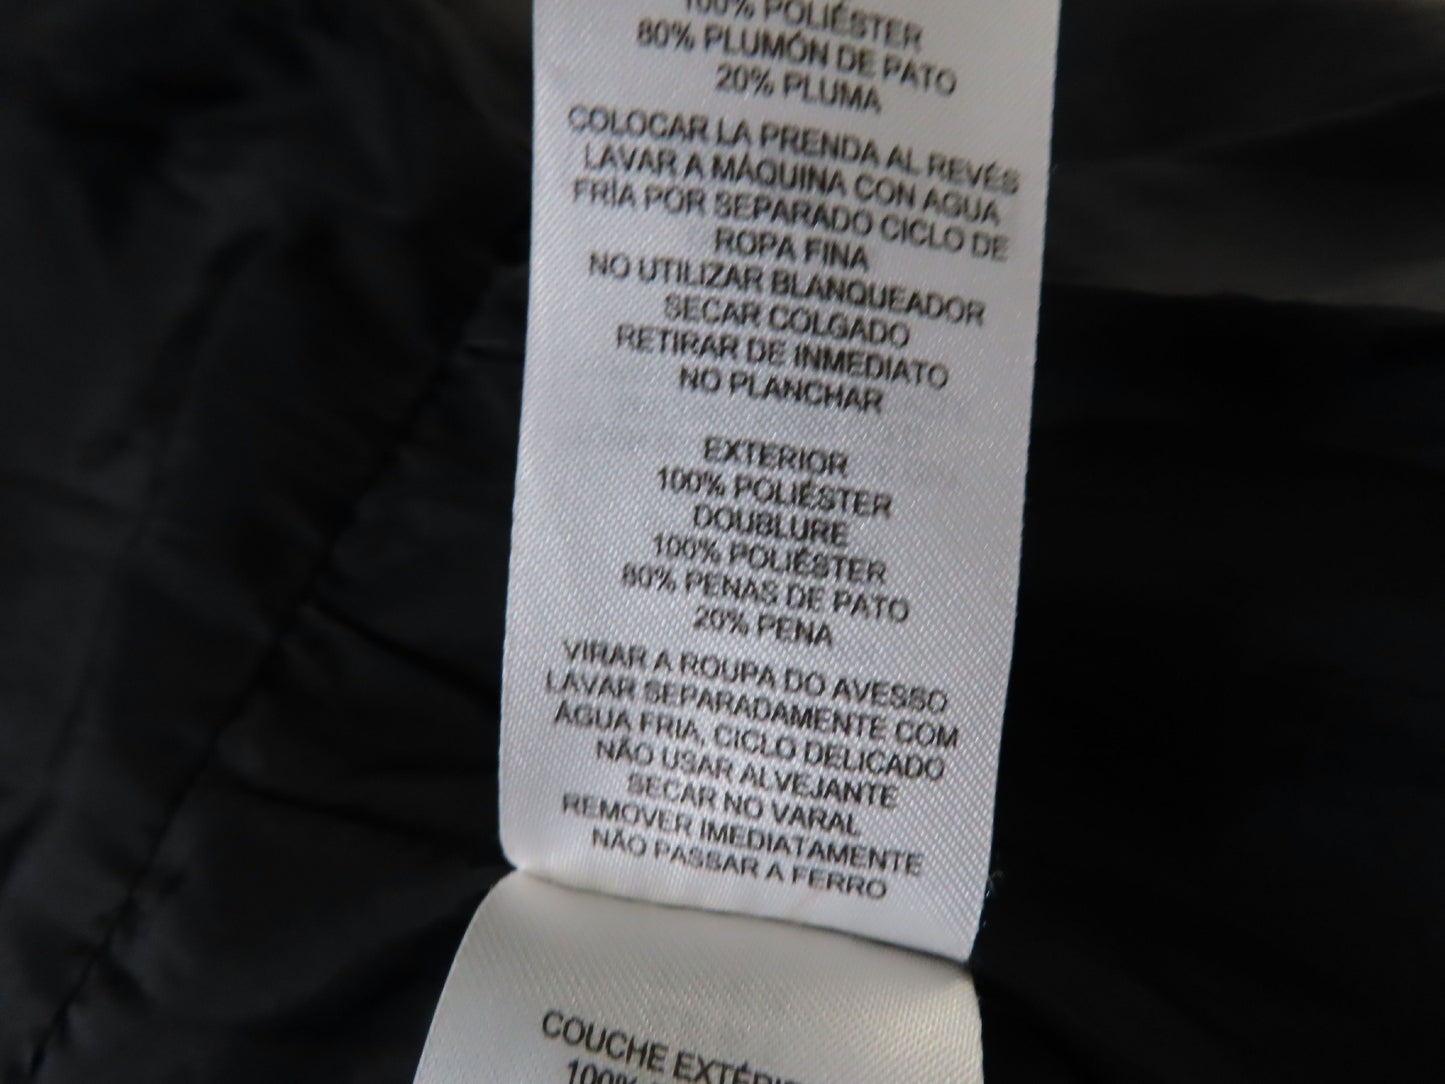 100% POLIÉSTER
80% PLUMÓN DE PATO
20% PLUMA
COLOCAR LA PRENDA AL REVÉS
LAVAR A MÁQUINA CON AGUA
FRÍA POR SEPARADO CICLO DE
ROPA FINA
NO UTILIZAR BLANQUEADOR
SECAR COLGADO
RETIRAR DE INMEDIATO
NO PLANCHAR
EXTERIOR
100% POLIÉSTER
DOUBLURE
100% POLIÉSTER
80% PENAS DE PATO
20% PENA
VIRAR A ROUPA DO AVESSO
LAVAR SEPARADAMENTE COM
ÁGUA FRIA, CICLO DELICADO
NÃO USAR ALVEJANTE
SECAR NO VARAL
REMOVER IMEDIATAMENTE
NÃO PASSAR A FERRO
COUCHE
100%